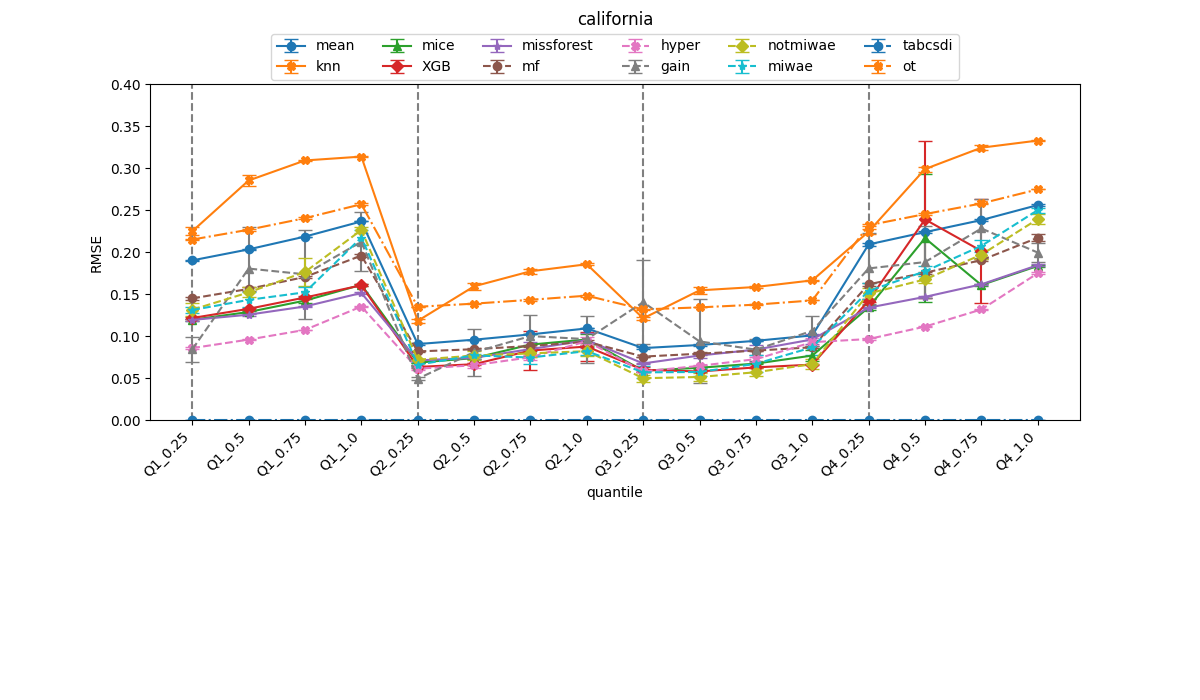 california
mean mice missforest hyper notmiwae tabcsdi
knn XGB mf gain miwae ot
0.40
0.35
0.30
0.25
0.20
0.15
0.10
0.05
0.00
RMSE
Q1_0.25 Q1_0.5 Q1_0.75 Q1_1.0 Q2_0.25 Q2_0.5 Q2_0.75 Q2_1.0 Q3_0.25 Q3_0.5 Q3_0.75 Q3_1.0 Q4_0.25 Q4_0.5 Q4_0.75 Q4_1.0
quantile